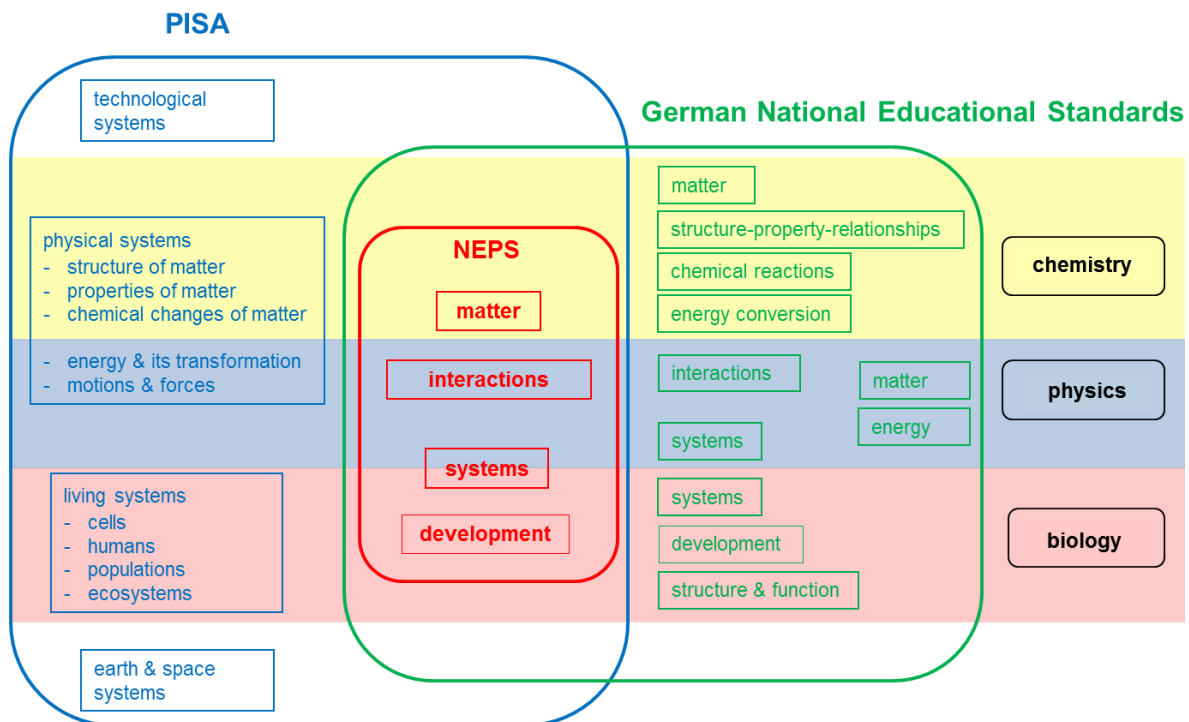 PISA
technological
systems
German National Educational Standards
physical systems
- structure of matter
- properties of matter
- chemical changes of matter
- energy & its transformation
- motions & forces
living systems
- cells
- humans
- populations
- ecosystems
earth & space
systems
NEPS
matter
interactions
systems
development
matter
structure-property-relationships
chemical reactions
energy conversion
interactions
matter
energy
systems
systems
development
structure & function
chemistry
physics
biology